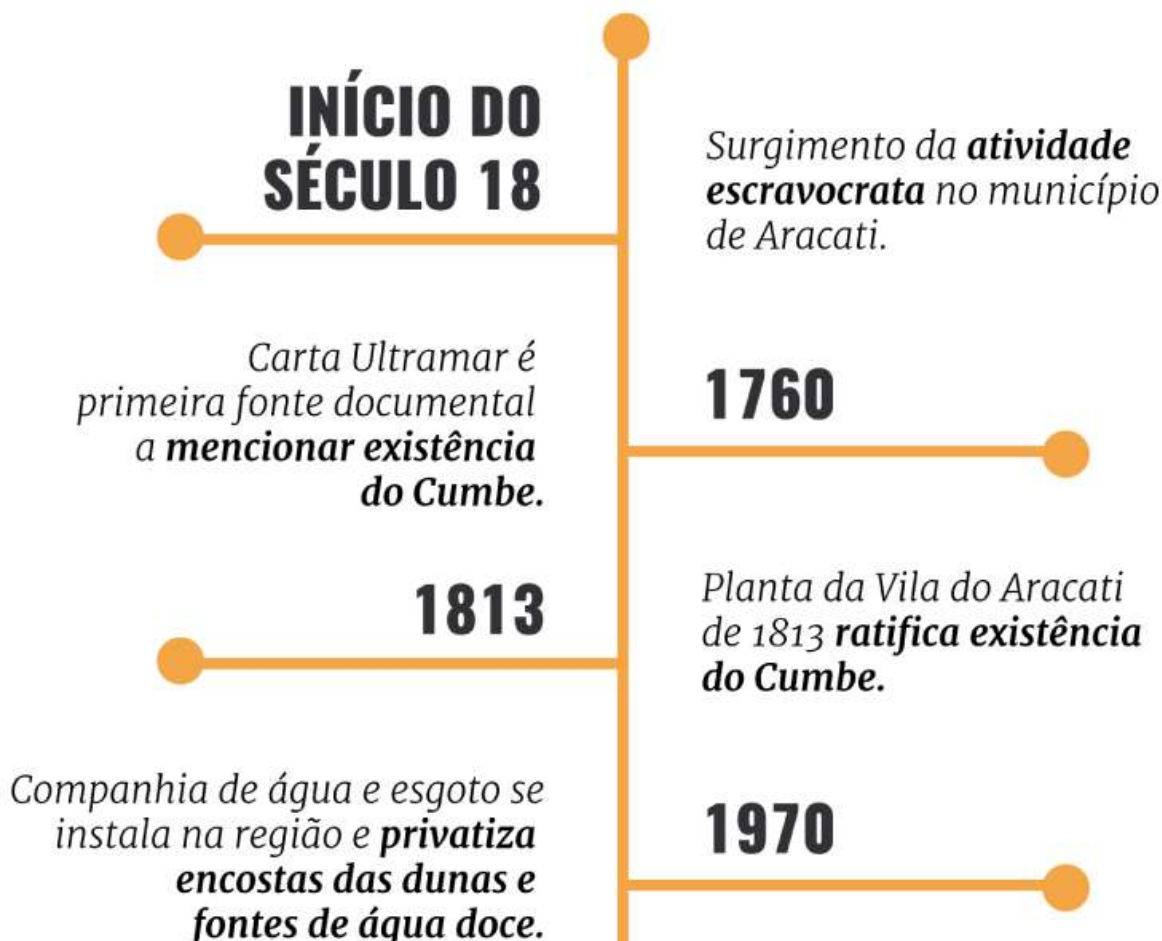 INÍCIO DO
SÉCULO 18
Surgimento da atividade
escravocrata no município
de Aracati.
1760
Carta Ultramar é
primeira fonte documental
a mencionar existência
do Cumbe.
1813
Planta da Vila do Aracati
de 1813 ratifica existência
do Cumbe.
1970
Companhia de água e esgoto se
instala na região e privatiza
encostas das dunas e
fontes de água doce.